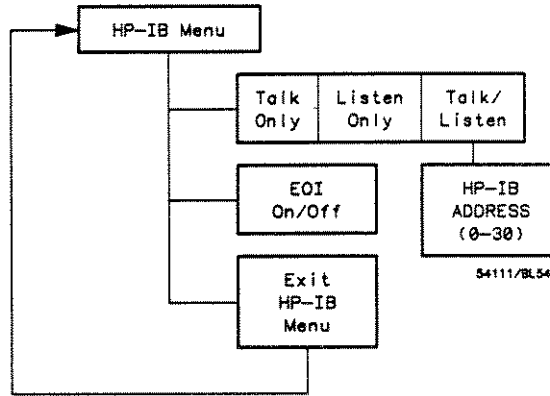 HP-IB Menu
Talk
Only
Listen
Only
Talk/
Listen
EOI
On/Off
HP-IB
ADDRESS
(0-30)
54111/BL54
Exit
HP-IB
Menu